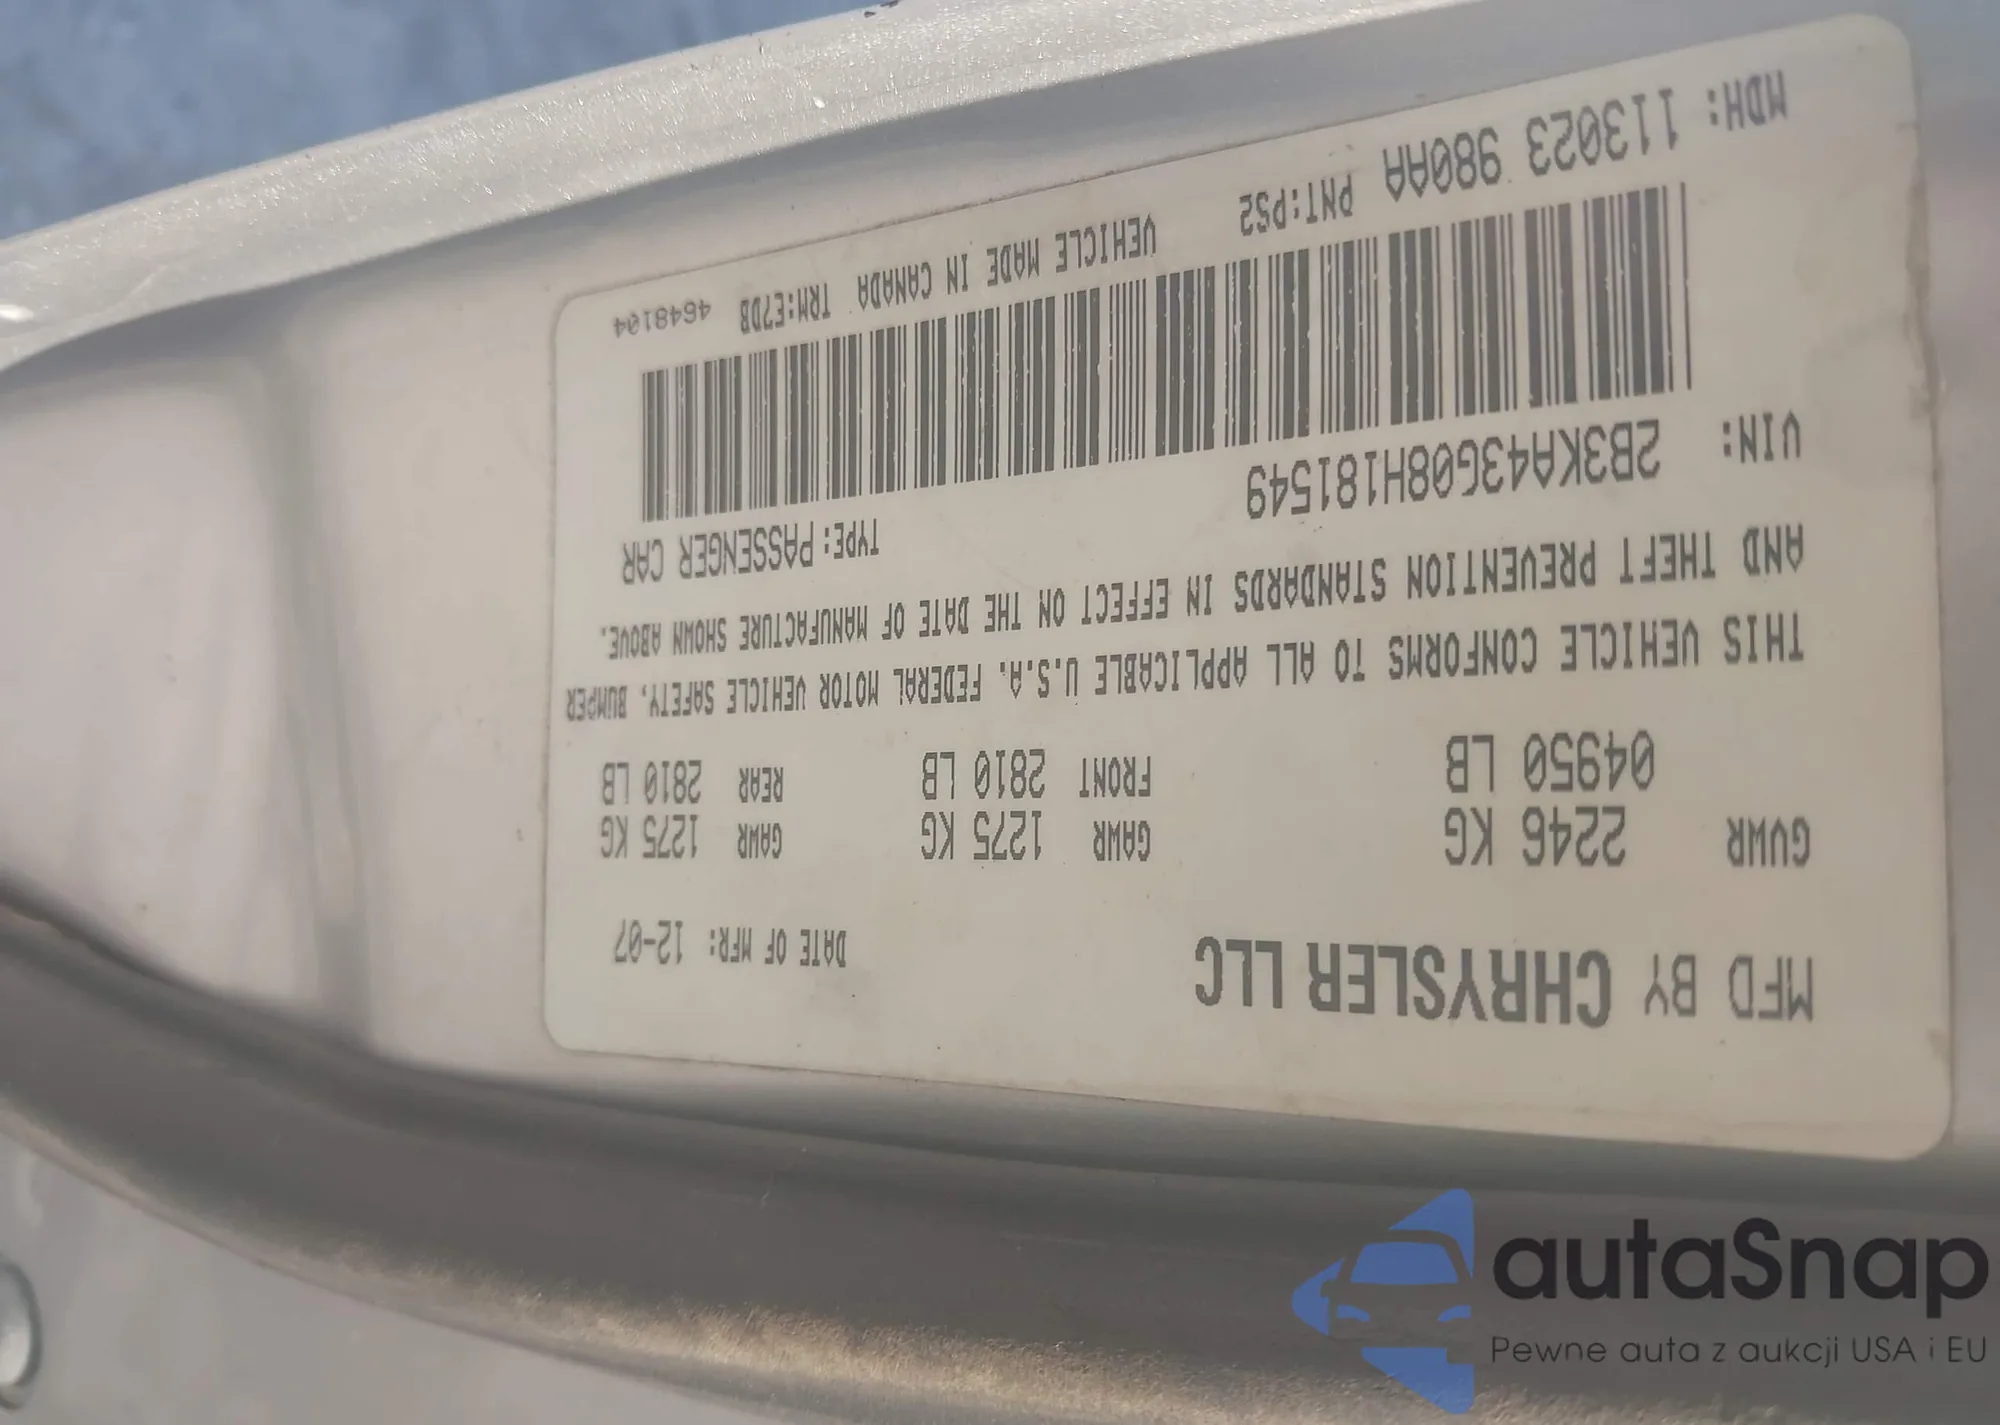 MFD BY CHRYSLER LLC DATE OF MFR: 12-07
GVWR 2246 KG GAWR 1275 KG GAWR 1275 KG
04950 LB FRONT 2810 LB REAR 2810 LB
THIS VEHICLE CONFORMS TO ALL APPLICABLE U.S.A. FEDERAL MOTOR VEHICLE SAFETY, BUMPER
AND THEFT PREVENTION STANDARDS IN EFFECT ON THE DATE OF MANUFACTURE SHOWN ABOVE.
VIN: 2B3KA43G08H181549 TYPE: PASSENGER CAR
MDH: 113023 980AA PNT:PS2 VEHICLE MADE IN CANADA TRM:E7DB 4648104
autaSnap
Pewne auta z aukcji USA i EU